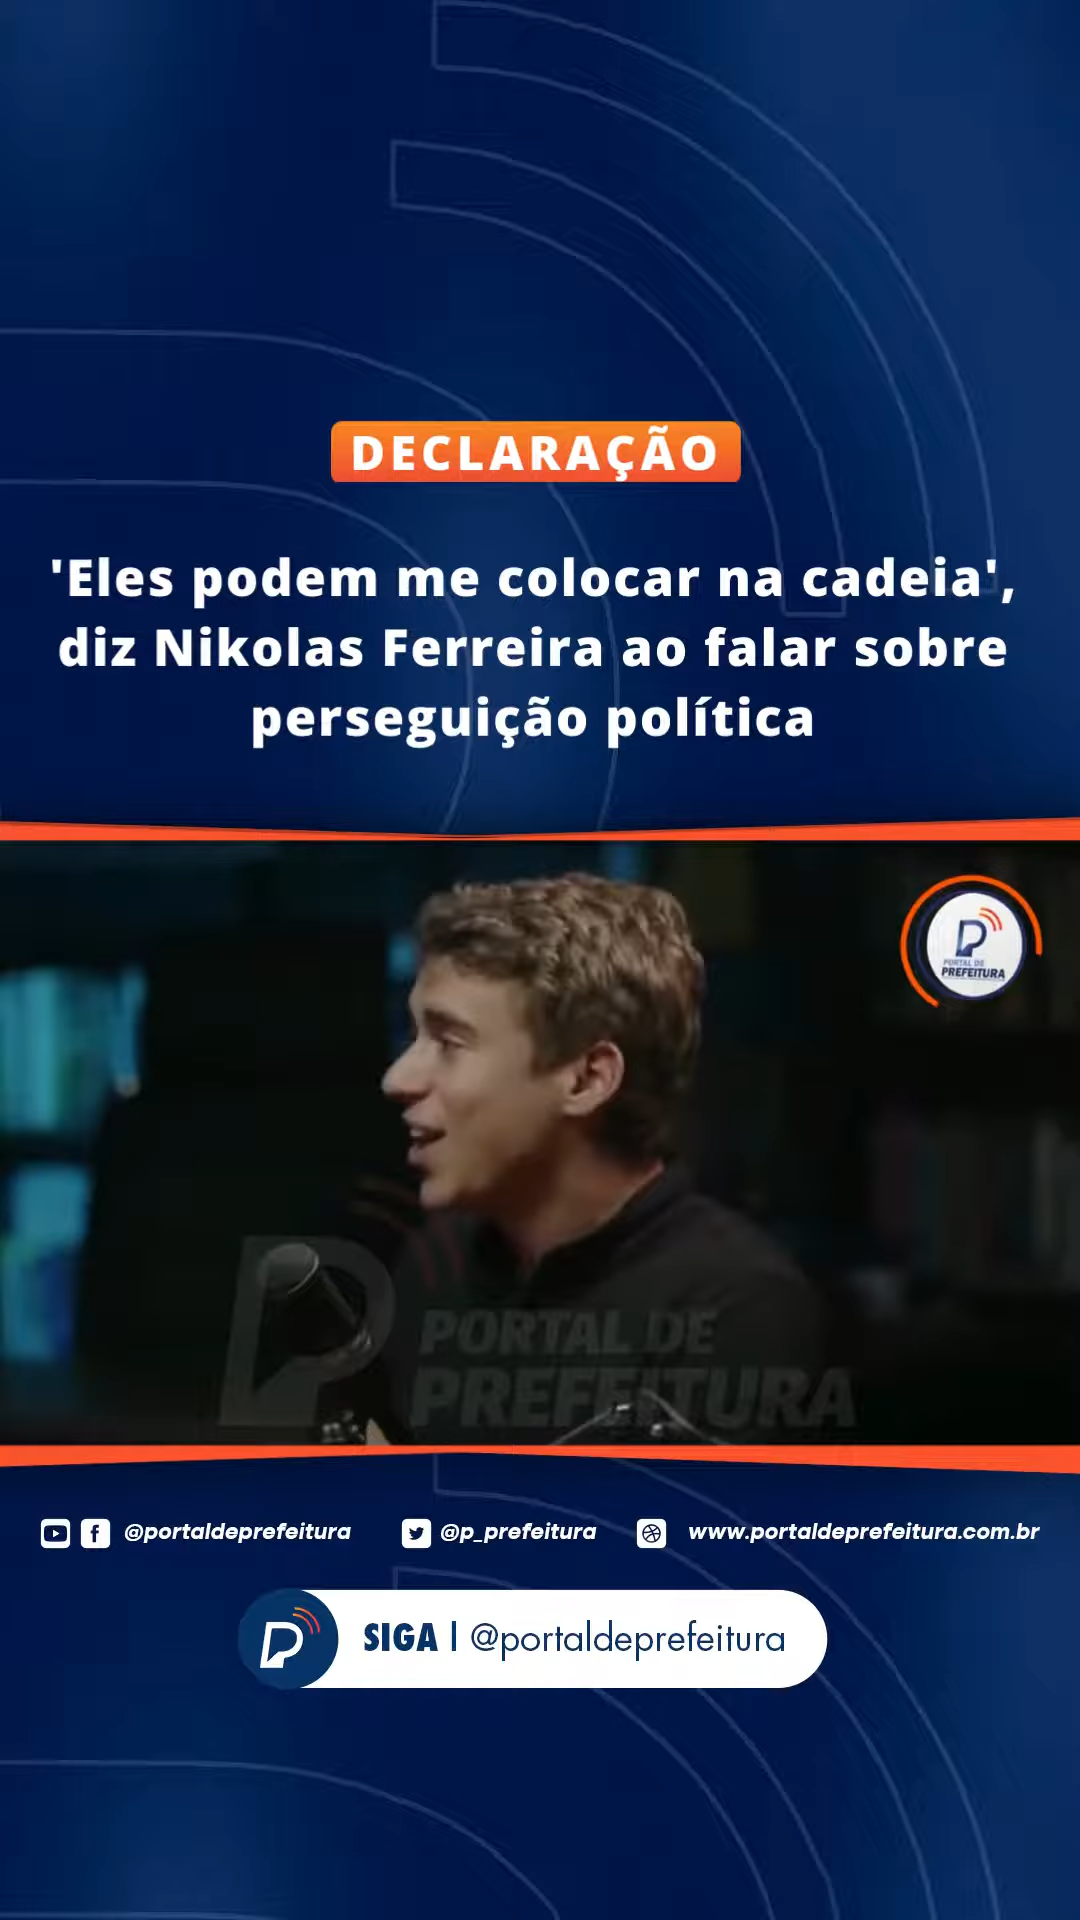 DECLARAÇÃO
'Eles podem me colocar na cadeia',
diz Nikolas Ferreira ao falar sobre
perseguição política
PORTAL DE
PREFEITURA
PORTAL DE
PREFEITURA
@portaldeprefeitura @p_prefeitura www.portaldeprefeitura.com.br
SIGA | @portaldeprefeitura